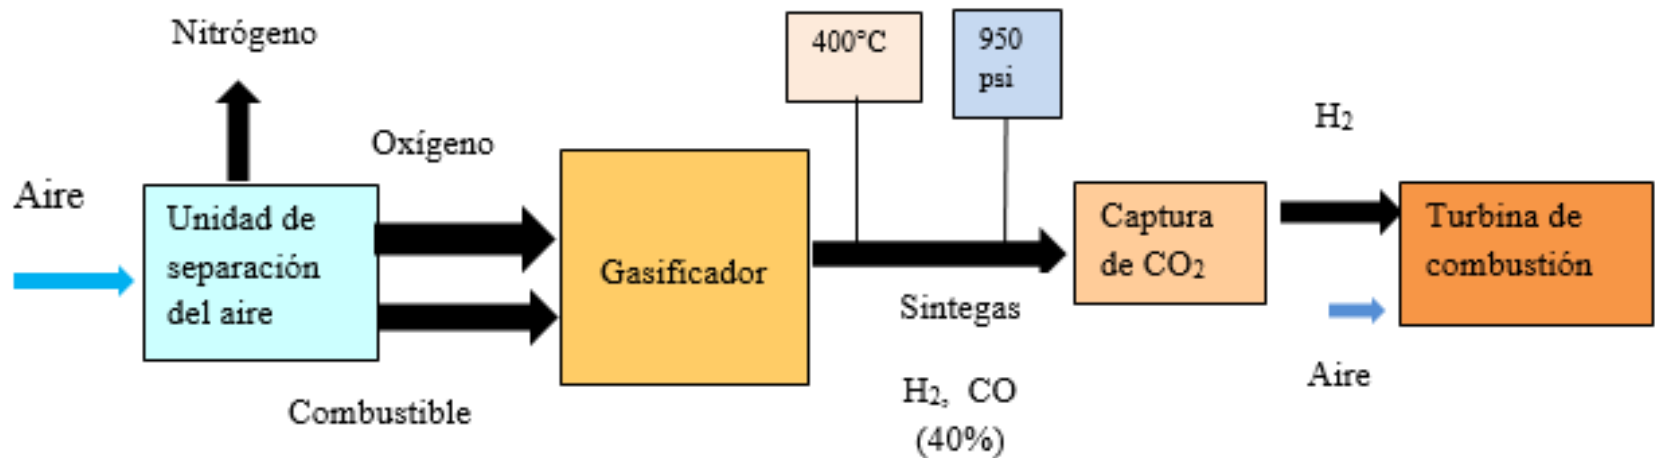 Nitrógeno
400°C
950
psi
H₂
Oxígeno
Aire
Unidad de
separación
del aire
Gasificador
Captura
de CO₂
Turbina de
combustión
Sintegas
Aire
Combustible
H₂, CO
(40%)